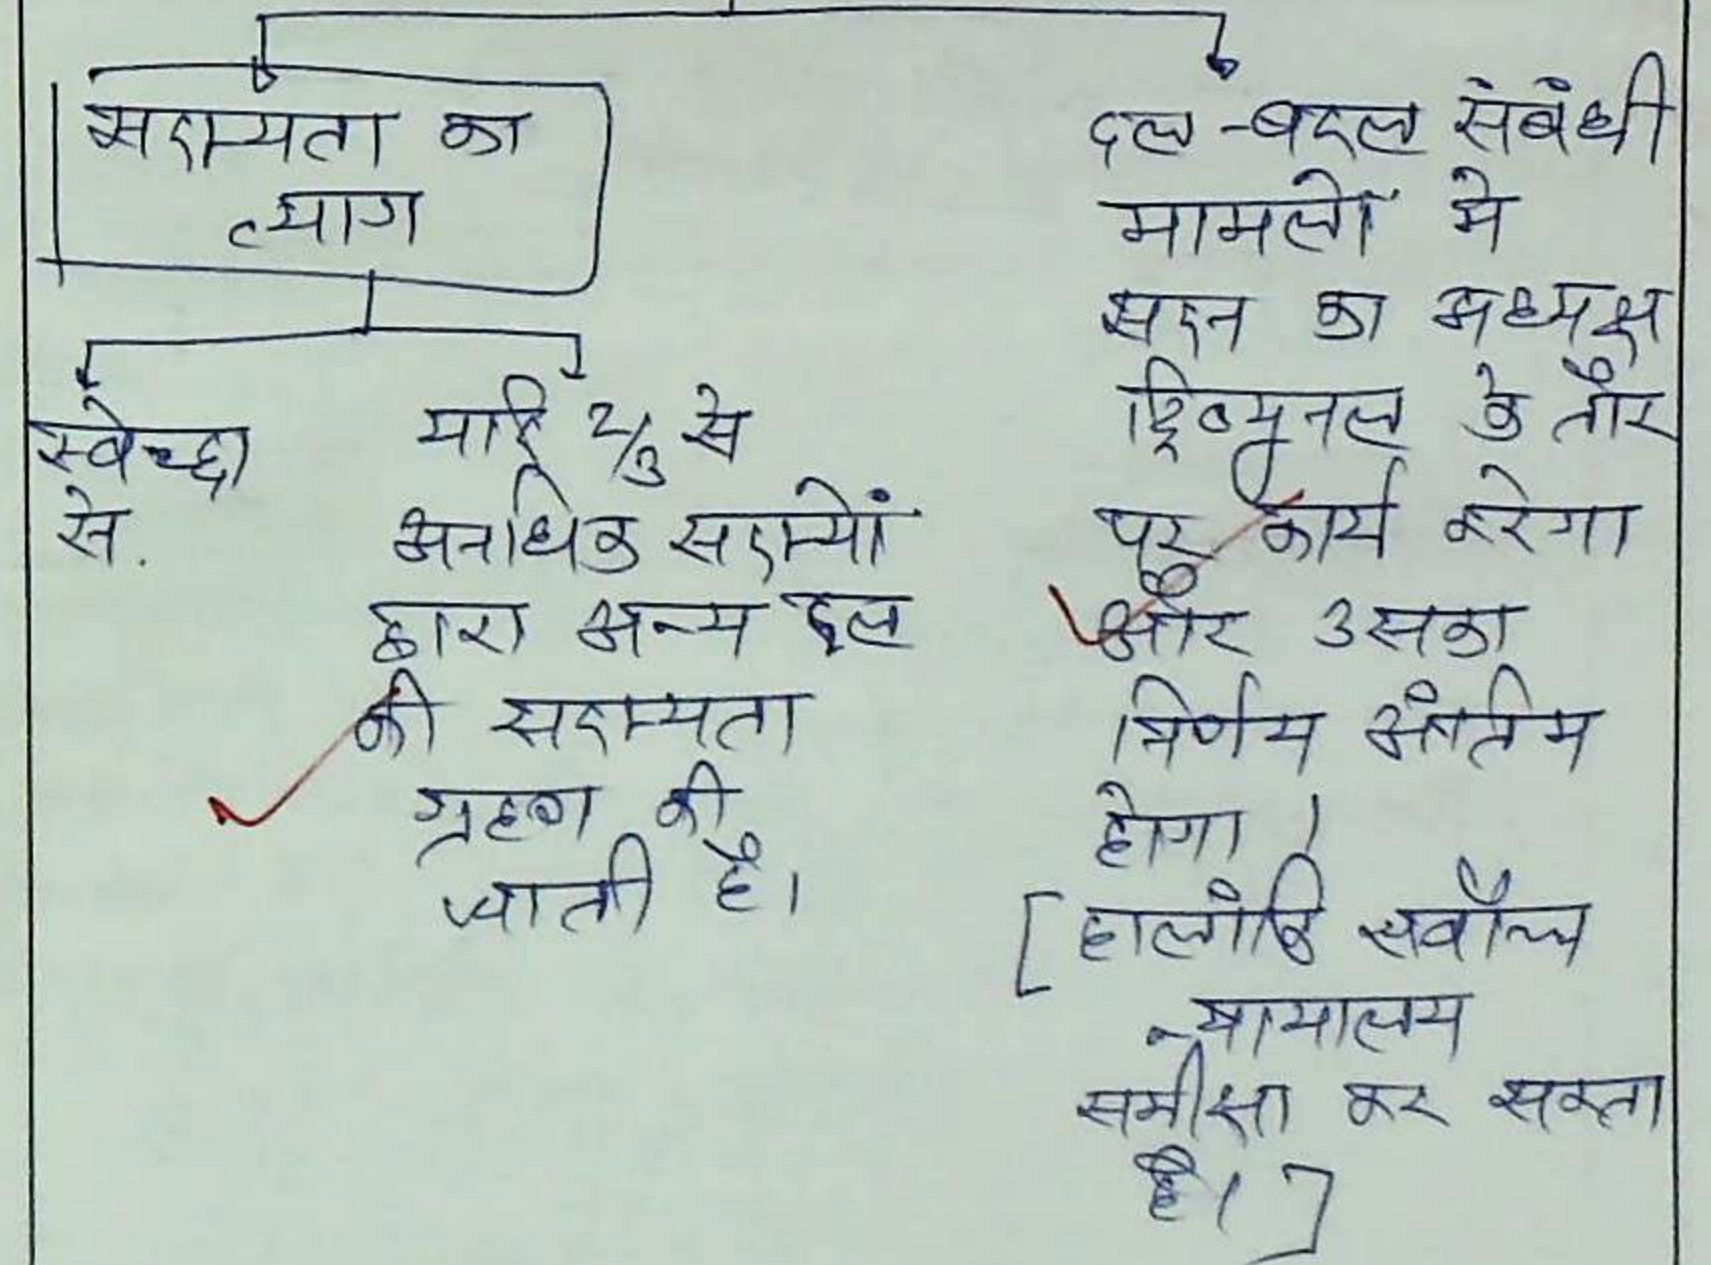 सदस्यता का
त्याग
स्वेच्छा
से.
यदि 2/3 से
अनधिक सदस्यों
द्वारा अन्य दल
की सदस्यता
ग्रहण की
जाती है।
दल-बदल संबंधी
मामलों मे
सदन का अध्यक्ष
ट्रिब्यूनल के तौर
पर कार्य करेगा
और उसका
निर्णय अंतिम
होगा।
[हालांकि सर्वोच्च
न्यायालय
समीक्षा कर सकता
है।]